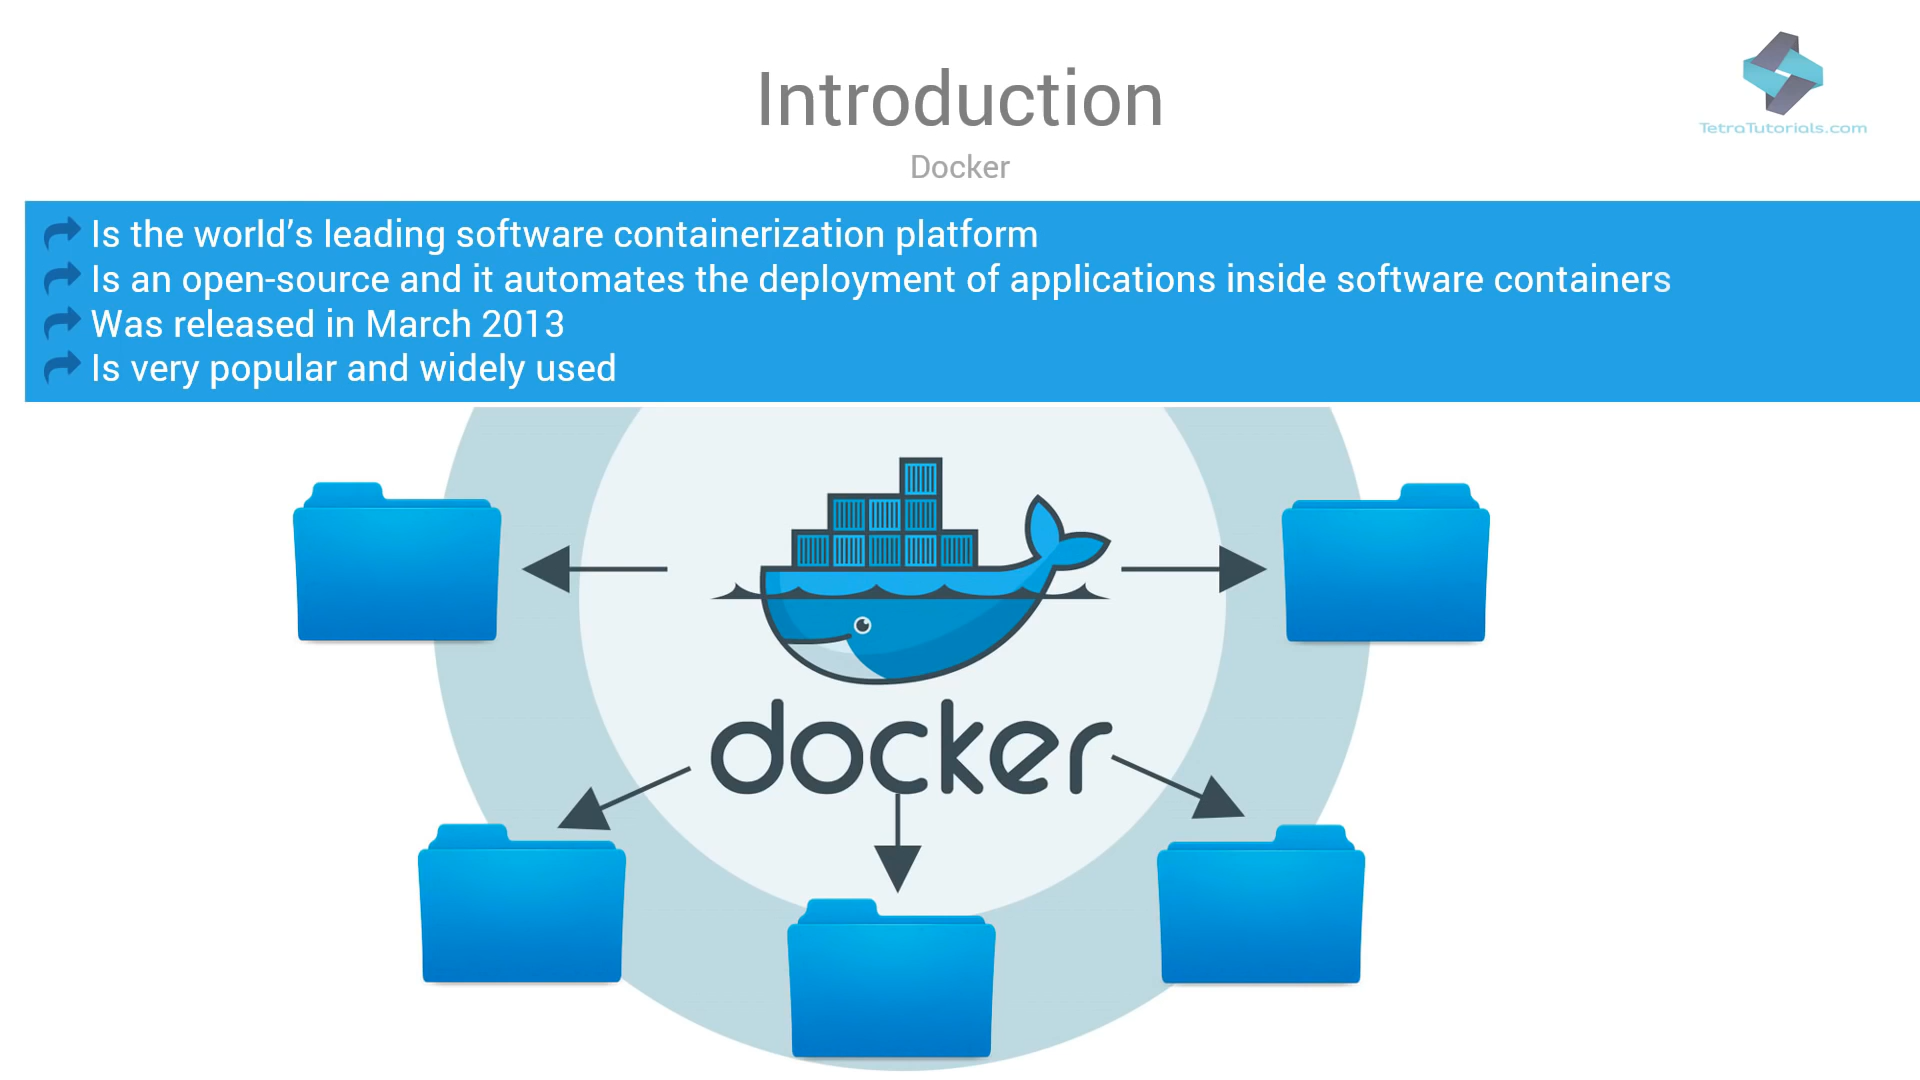 Introduction
TetraTutorials.com
Docker
Is the world’s leading software containerization platform
Is an open-source and it automates the deployment of applications inside software containers
Was released in March 2013
Is very popular and widely used
docker